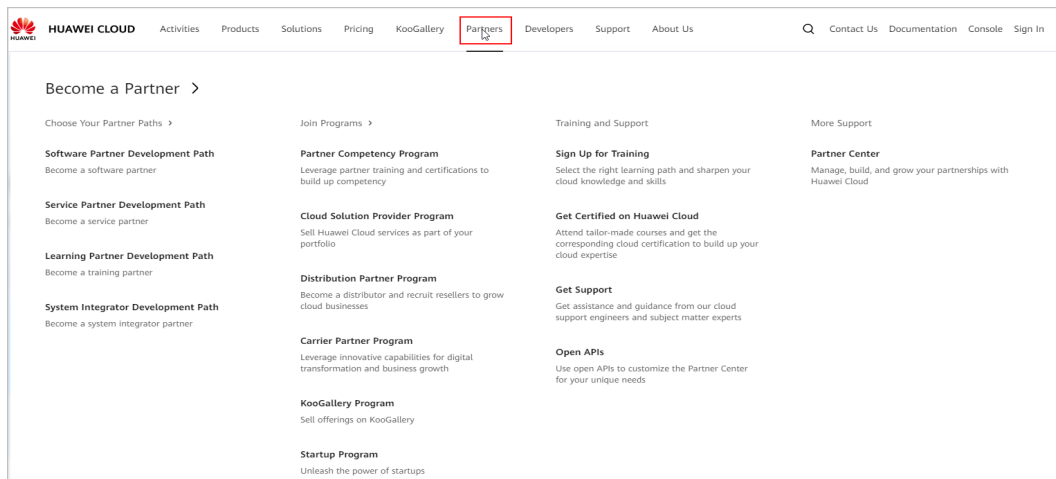 HUAWEI
HUAWEI CLOUD
Activities
Products
Solutions
Pricing
KooGallery
Partners
Developers
Support
About Us
Contact Us
Documentation
Console
Sign In
Become a Partner >
Choose Your Partner Paths >
Software Partner Development Path
Become a software partner
Service Partner Development Path
Become a service partner
Learning Partner Development Path
Become a training partner
System Integrator Development Path
Become a system integrator partner
Join Programs >
Partner Competency Program
Leverage partner training and certifications to
build up competency
Cloud Solution Provider Program
Sell Huawei Cloud services as part of your
portfolio
Distribution Partner Program
Become a distributor and recruit resellers to grow
cloud businesses
Carrier Partner Program
Leverage innovative capabilities for digital
transformation and business growth
KooGallery Program
Sell offerings on KooGallery
Startup Program
Unleash the power of startups
Training and Support
Sign Up for Training
Select the right learning path and sharpen your
cloud knowledge and skills
Get Certified on Huawei Cloud
Attend tailor-made courses and get the
corresponding cloud certification to build up your
cloud expertise
Get Support
Get assistance and guidance from our cloud
support engineers and subject matter experts
Open APIs
Use open APIs to customize the Partner Center
for your unique needs
More Support
Partner Center
Manage, build, and grow your partnerships with
Huawei Cloud